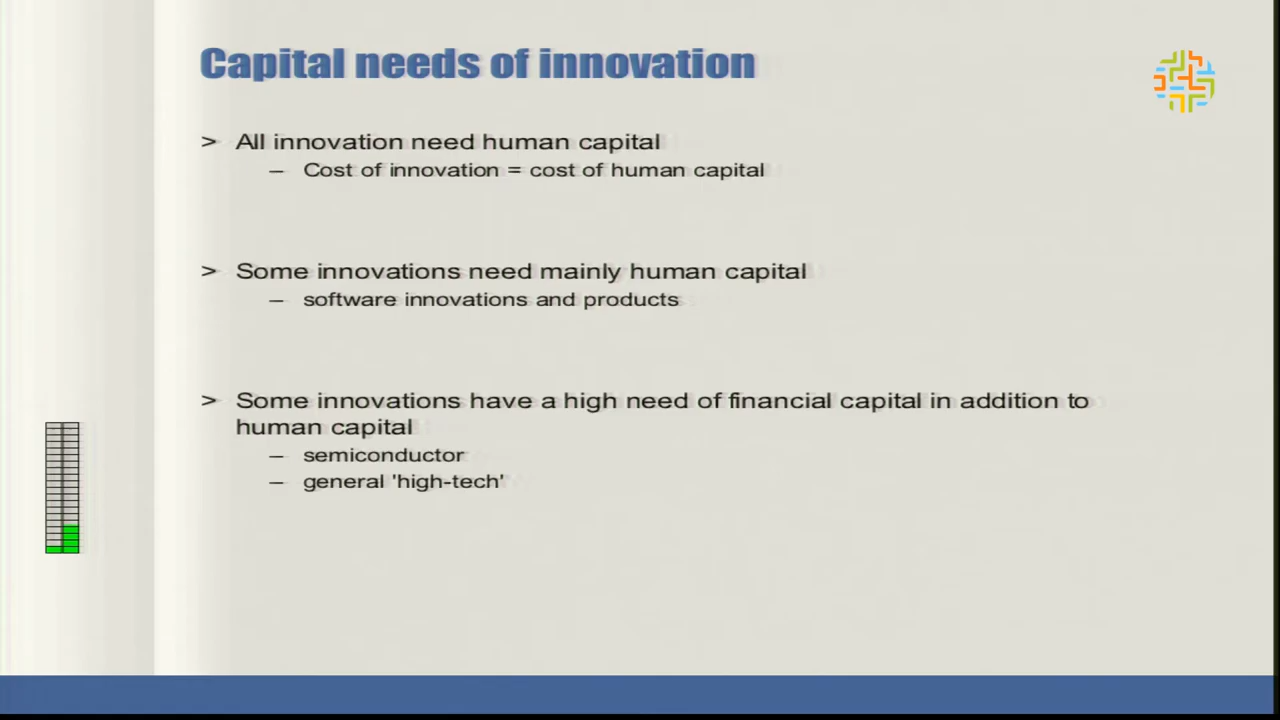 Capital needs of innovation
> All innovation need human capital
– Cost of innovation = cost of human capital
> Some innovations need mainly human capital
– software innovations and products
> Some innovations have a high need of financial capital in addition to
human capital
– semiconductor
– general 'high-tech'